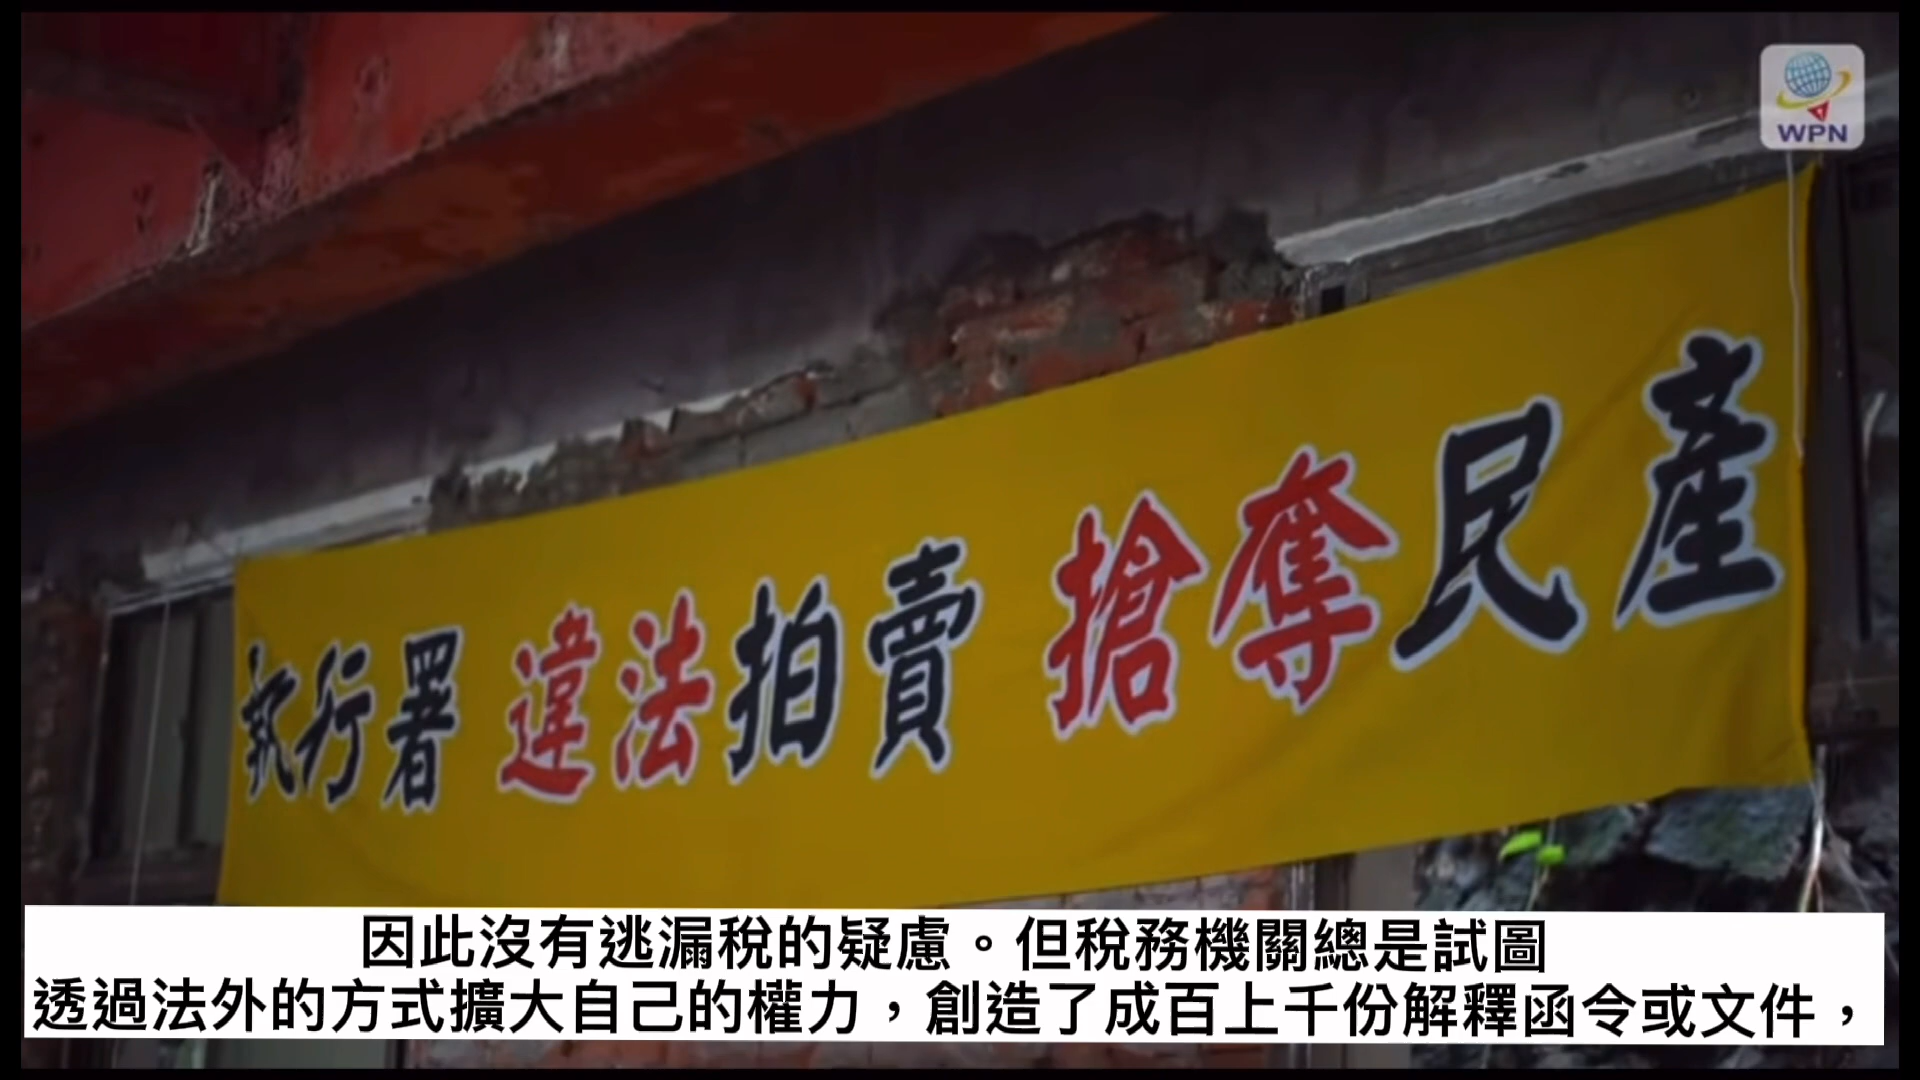 WPN
執行署 違法拍賣 搶奪民產
因此沒有逃漏稅的疑慮。但稅務機關總是試圖
透過法外的方式擴大自己的權力，創造了成百上千份解釋函令或文件，